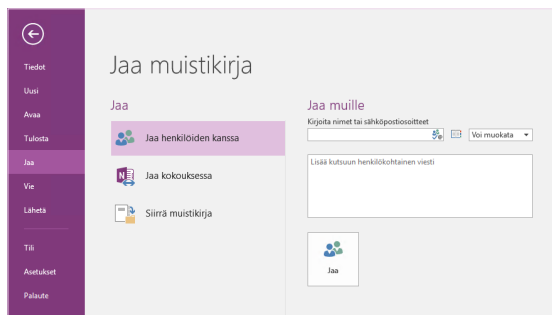 Tiedot
Uusi
Avaa
Tulosta
Jaa
Vie
Lähetä
Tili
Asetukset
Palaute
Jaa muistikirja
Jaa
Jaa henkilöiden kanssa
Jaa kokouksessa
Siirrä muistikirja
Jaa muille
Kirjoita nimet tai sähköpostiosoitteet
Voi muokata
Lisää kutsuun henkilökohtainen viesti
Jaa